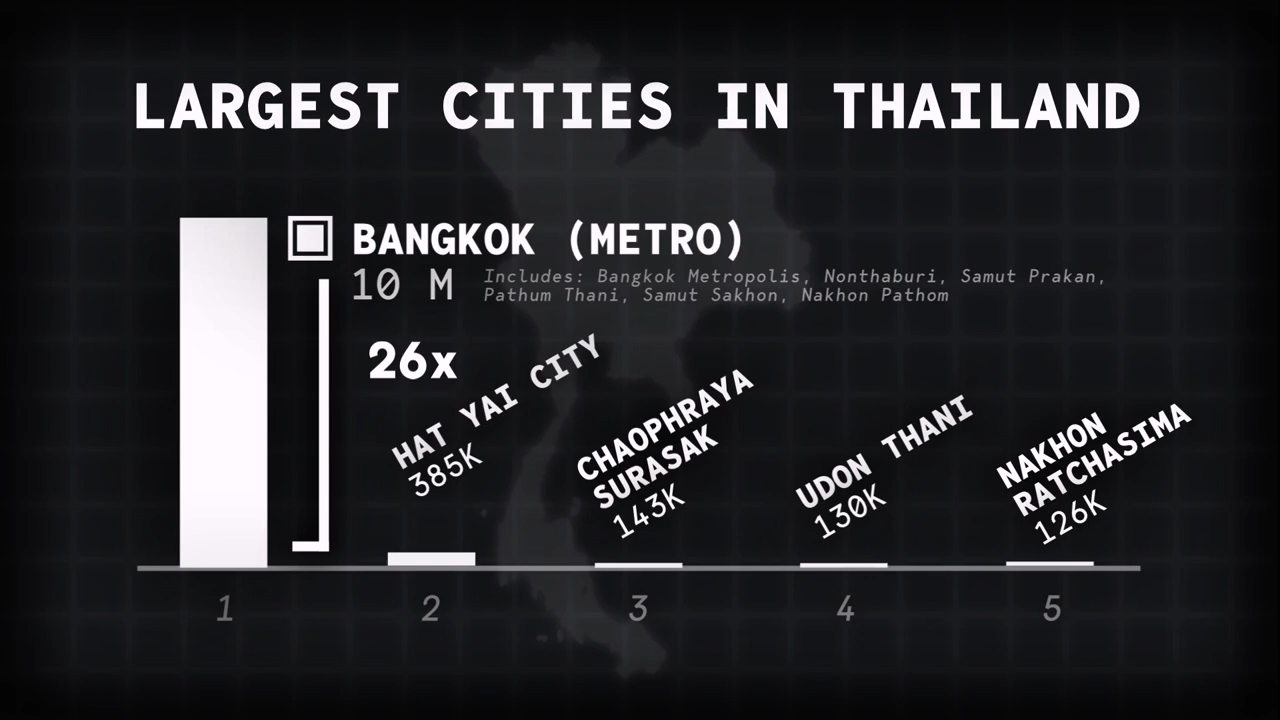 LARGEST CITIES IN THAILAND
BANGKOK (METRO)
10 M
Includes: Bangkok Metropolis, Nonthaburi, Samut Prakan,
Pathum Thani, Samut Sakhon, Nakhon Pathom
26x
HAT YAI CITY
385K
CHAOPHRAYA
SURASAK
143K
UDON THANI
130K
NAKHON
RATCHASIMA
126K
1
2
3
4
5